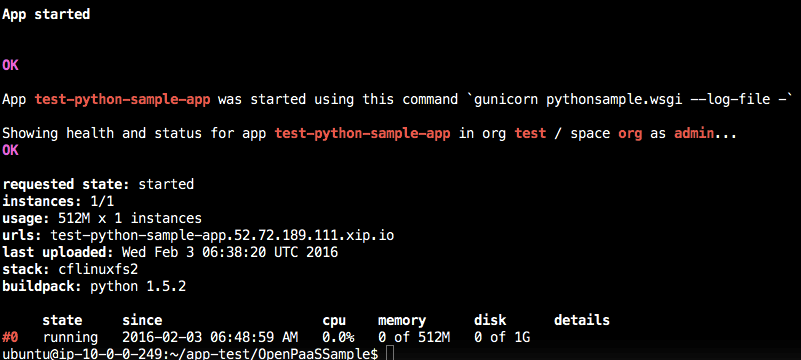 App started
OK
App test-python-sample-app was started using this command `gunicorn pythonsample.wsgi --log-file -`
Showing health and status for app test-python-sample-app in org test / space org as admin...
OK
requested state: started
instances: 1/1
usage: 512M x 1 instances
urls: test-python-sample-app.52.72.189.111.xip.io
last uploaded: Wed Feb 3 06:38:20 UTC 2016
stack: cflinuxfs2
buildpack: python 1.5.2
state since cpu memory disk details
#0 running 2016-02-03 06:48:59 AM 0.0% 0 of 512M 0 of 1G
ubuntu@ip-10-0-0-249:~/app-test/OpenPaaSSample$